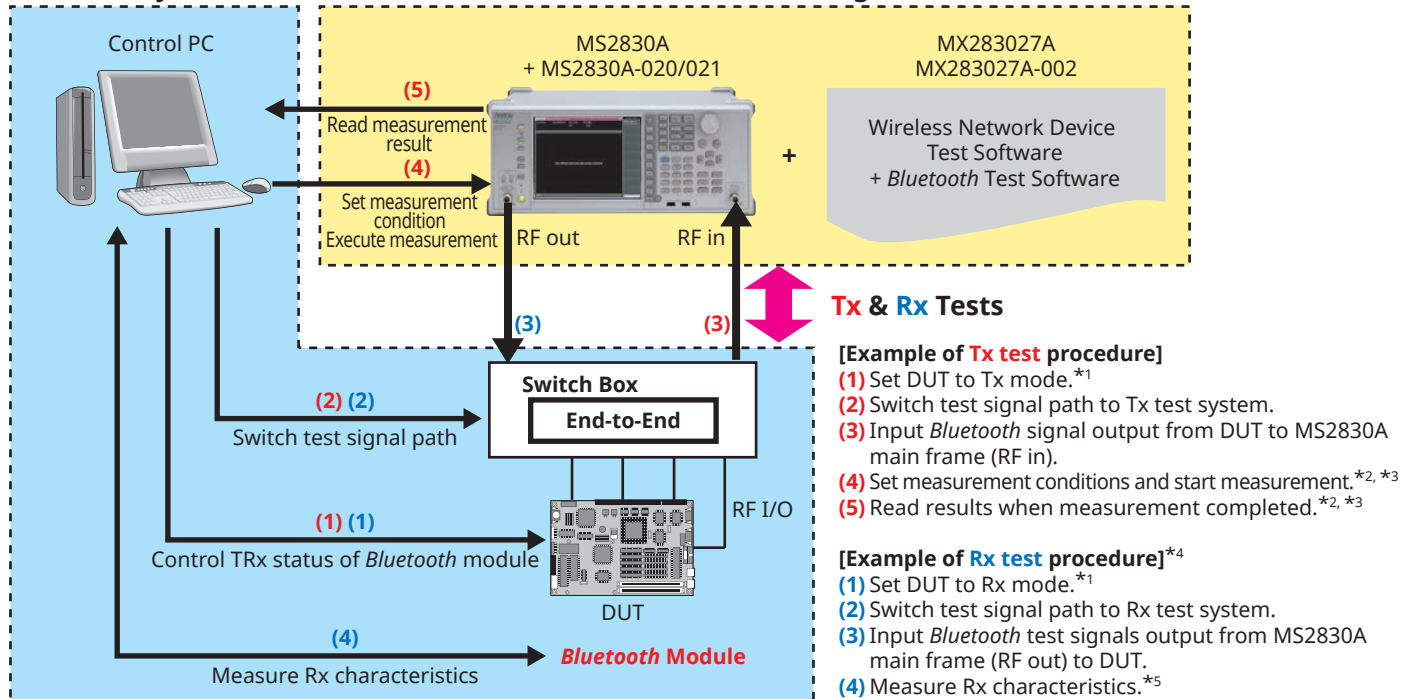 Control PC
MS2830A
+ MS2830A-020/021
MX283027A
MX283027A-002
(5)
Read measurement
result
(4)
Set measurement
condition
Execute measurement
RF out
RF in
+
Wireless Network Device
Test Software
+ Bluetooth Test Software
(3)
(3)
Tx & Rx Tests
Switch Box
End-to-End
(2) (2)
Switch test signal path
RF I/O
(1) (1)
Control TRx status of Bluetooth module
DUT
(4)
Measure Rx characteristics
Bluetooth Module
[Example of Tx test procedure]
(1) Set DUT to Tx mode.*1
(2) Switch test signal path to Tx test system.
(3) Input Bluetooth signal output from DUT to MS2830A
main frame (RF in).
(4) Set measurement conditions and start measurement.*2, *3
(5) Read results when measurement completed.*2, *3
[Example of Rx test procedure]*4
(1) Set DUT to Rx mode.*1
(2) Switch test signal path to Rx test system.
(3) Input Bluetooth test signals output from MS2830A
main frame (RF out) to DUT.
(4) Measure Rx characteristics.*5